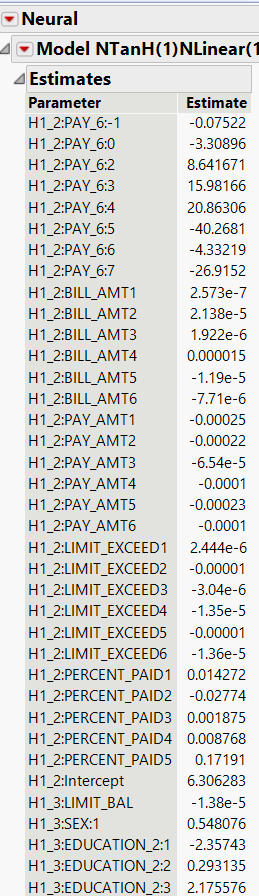 Neural
Model NTanH(1)NLinear(1
Estimates
Parameter Estimate
H1_2:PAY_6:-1 -0.07522
H1_2:PAY_6:0 -3.30896
H1_2:PAY_6:2 8.641671
H1_2:PAY_6:3 15.98166
H1_2:PAY_6:4 20.86306
H1_2:PAY_6:5 -40.2681
H1_2:PAY_6:6 -4.33219
H1_2:PAY_6:7 -26.9152
H1_2:BILL_AMT1 2.573e-7
H1_2:BILL_AMT2 2.138e-5
H1_2:BILL_AMT3 1.922e-6
H1_2:BILL_AMT4 0.000015
H1_2:BILL_AMT5 -1.19e-5
H1_2:BILL_AMT6 -7.71e-6
H1_2:PAY_AMT1 -0.00025
H1_2:PAY_AMT2 -0.00022
H1_2:PAY_AMT3 -6.54e-5
H1_2:PAY_AMT4 -0.0001
H1_2:PAY_AMT5 -0.00023
H1_2:PAY_AMT6 -0.0001
H1_2:LIMIT_EXCEED1 2.444e-6
H1_2:LIMIT_EXCEED2 -0.00001
H1_2:LIMIT_EXCEED3 -3.04e-6
H1_2:LIMIT_EXCEED4 -1.35e-5
H1_2:LIMIT_EXCEED5 -0.00001
H1_2:LIMIT_EXCEED6 -1.36e-5
H1_2:PERCENT_PAID1 0.014272
H1_2:PERCENT_PAID2 -0.02774
H1_2:PERCENT_PAID3 0.001875
H1_2:PERCENT_PAID4 0.008768
H1_2:PERCENT_PAID5 0.17191
H1_2:Intercept 6.306283
H1_3:LIMIT_BAL -1.38e-5
H1_3:SEX:1 0.548076
H1_3:EDUCATION_2:1 -2.35743
H1_3:EDUCATION_2:2 0.293135
H1_3:EDUCATION_2:3 2.175576